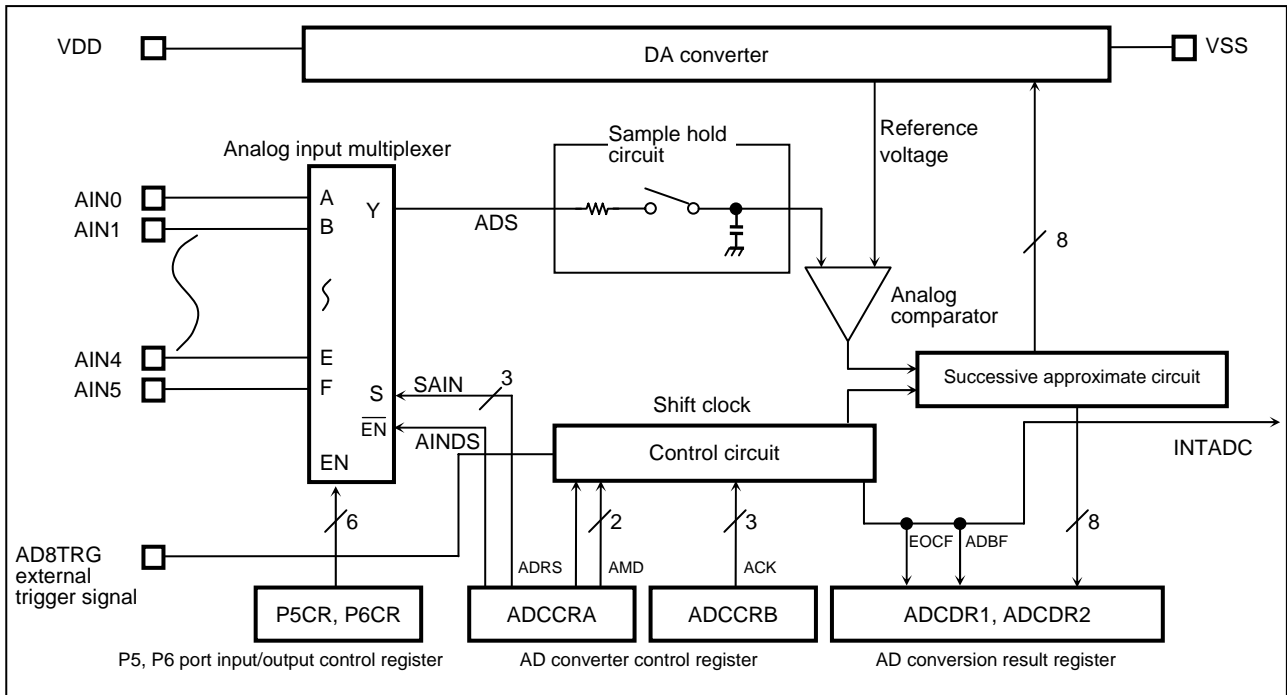 VDD
DA converter
VSS
Analog input multiplexer
Sample hold
circuit
Reference
voltage
AIN0
A
Y
ADS
AIN1
B
8
Analog
comparator
AIN4
E
AIN5
F
S
SAIN
3
Successive approximate circuit
Shift clock
EN
AINDS
Control circuit
INTADC
EN
6
2
3
8
EOCF
ADBF
AD8TRG
external
trigger signal
ADRS
AMD
ACK
P5CR, P6CR
ADCCRA
ADCCRB
ADCDR1, ADCDR2
P5, P6 port input/output control register
AD converter control register
AD conversion result register